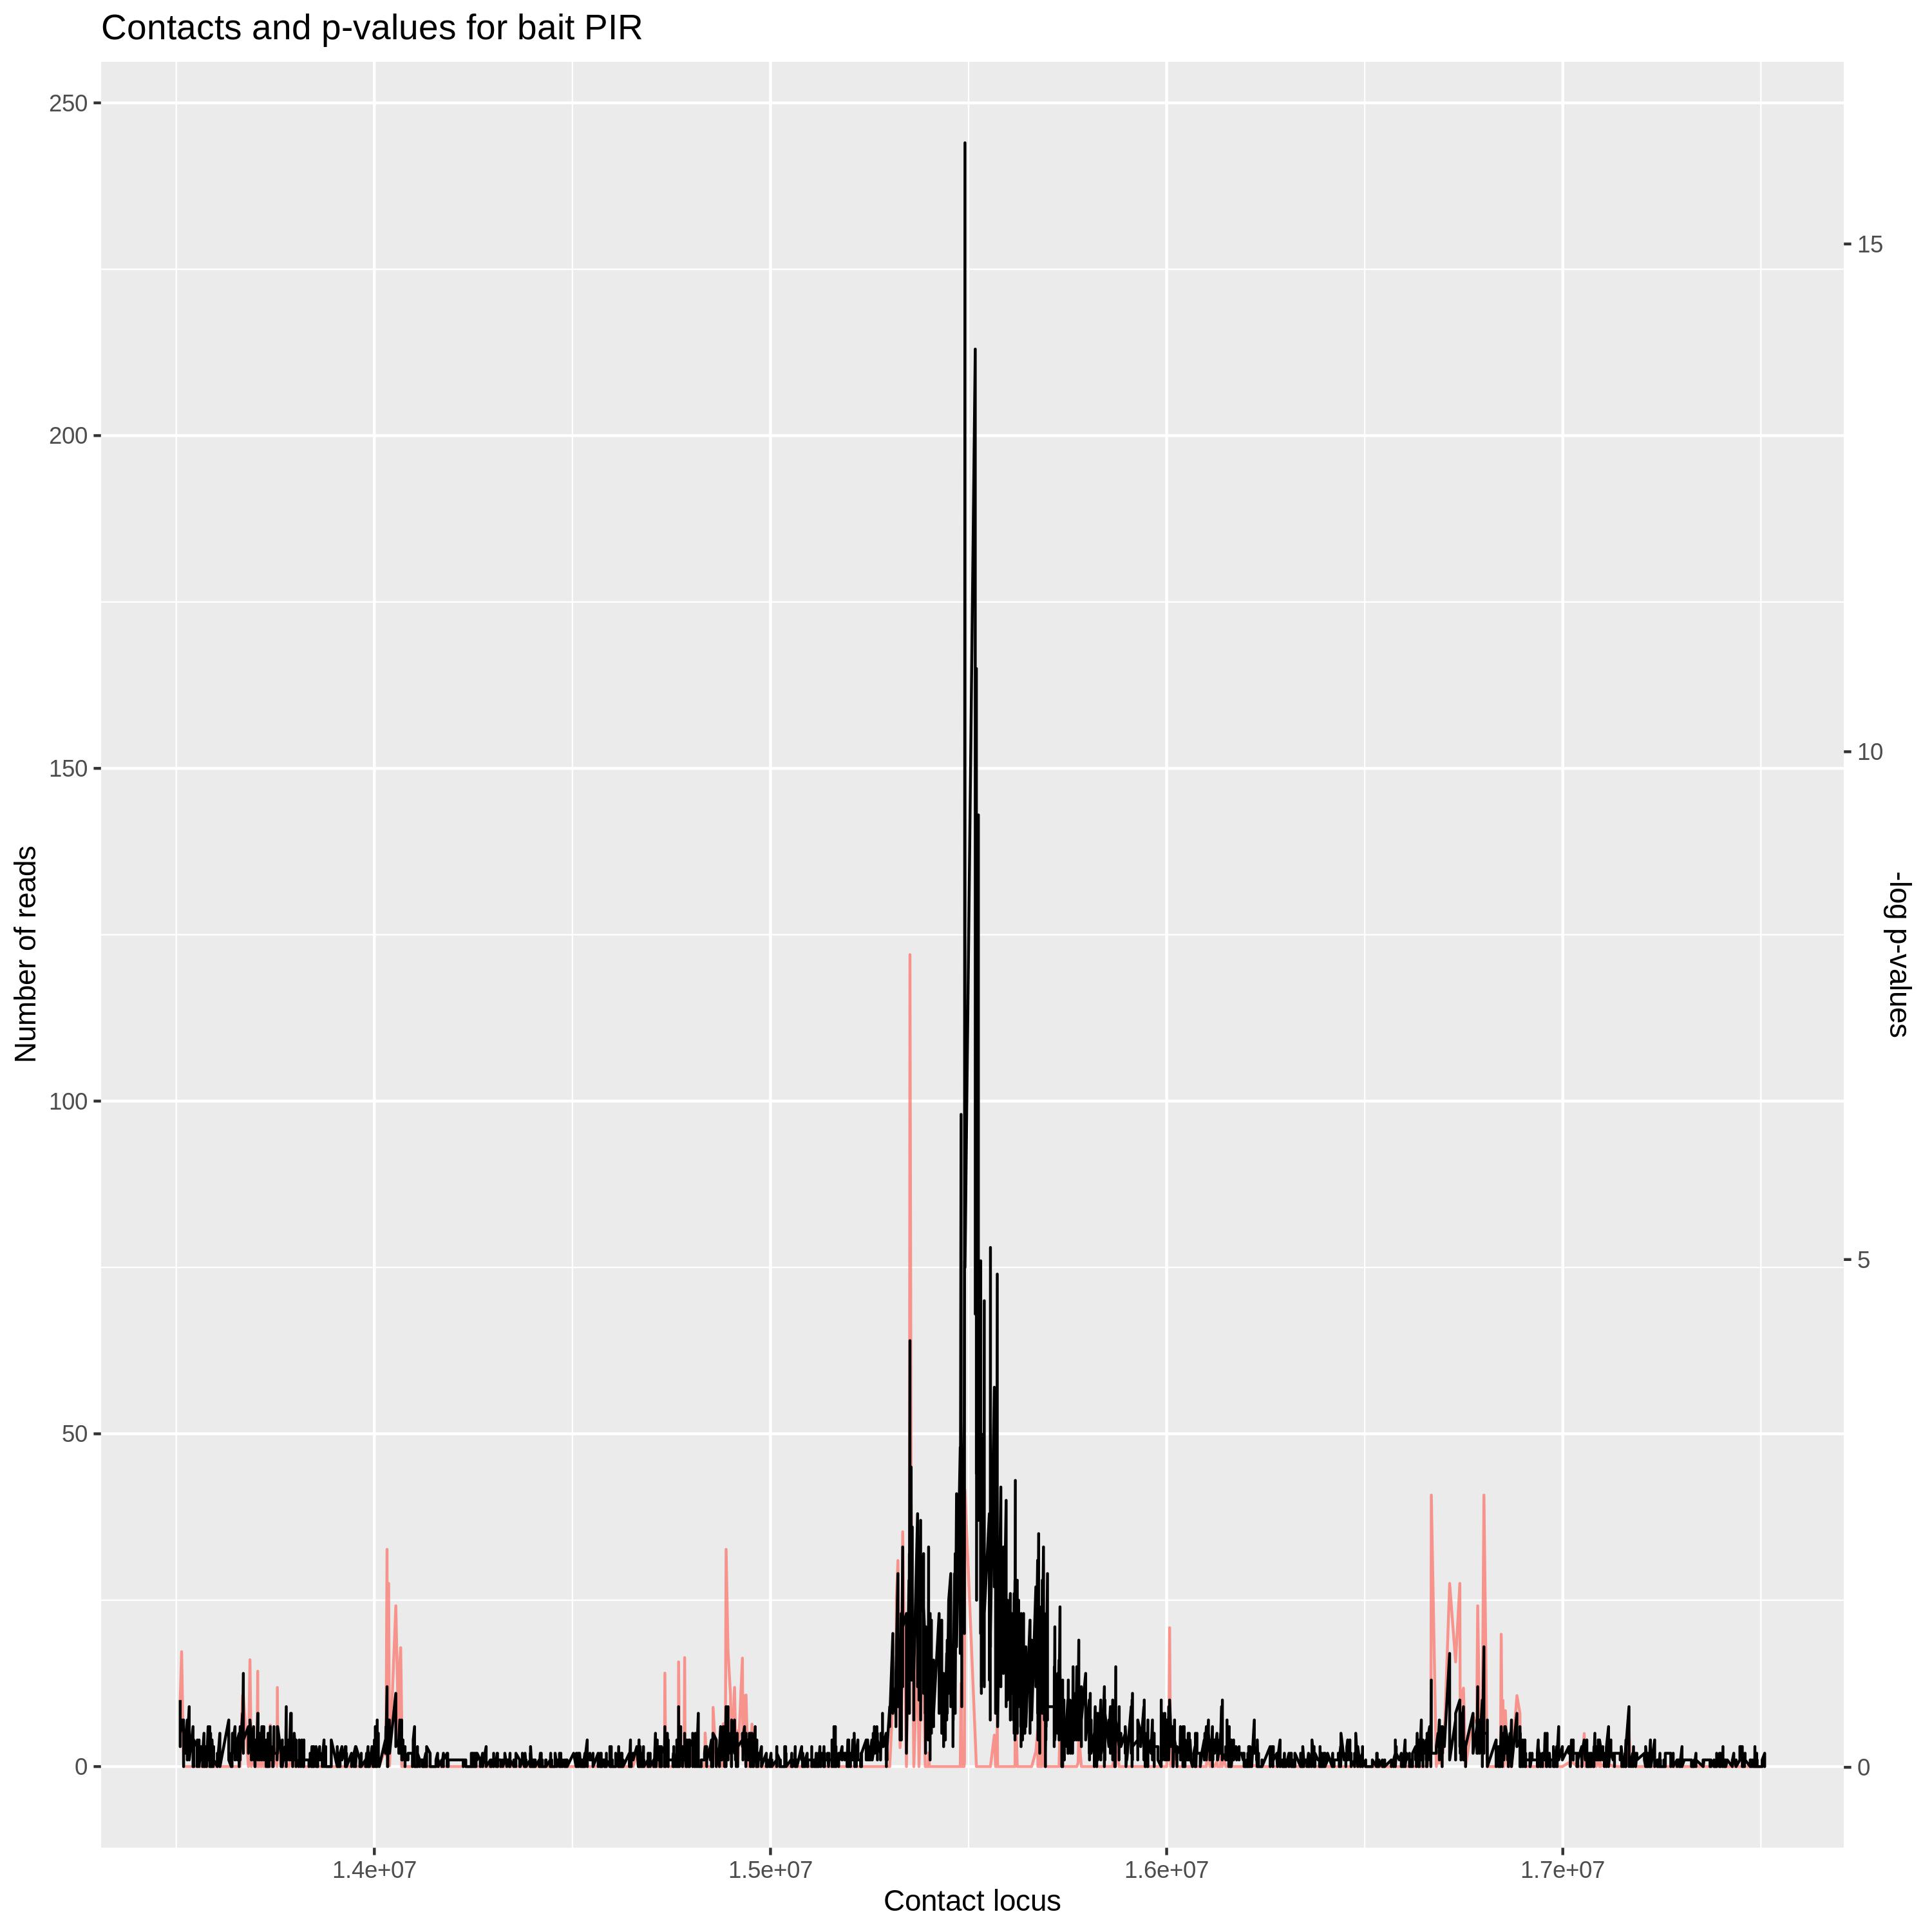 Contacts and p-values for bait PIR
250
200
150
100
50
0
Number of reads
15
10
5
0
-log p-values
1.4e+07
1.5e+07
1.6e+07
1.7e+07
Contact locus